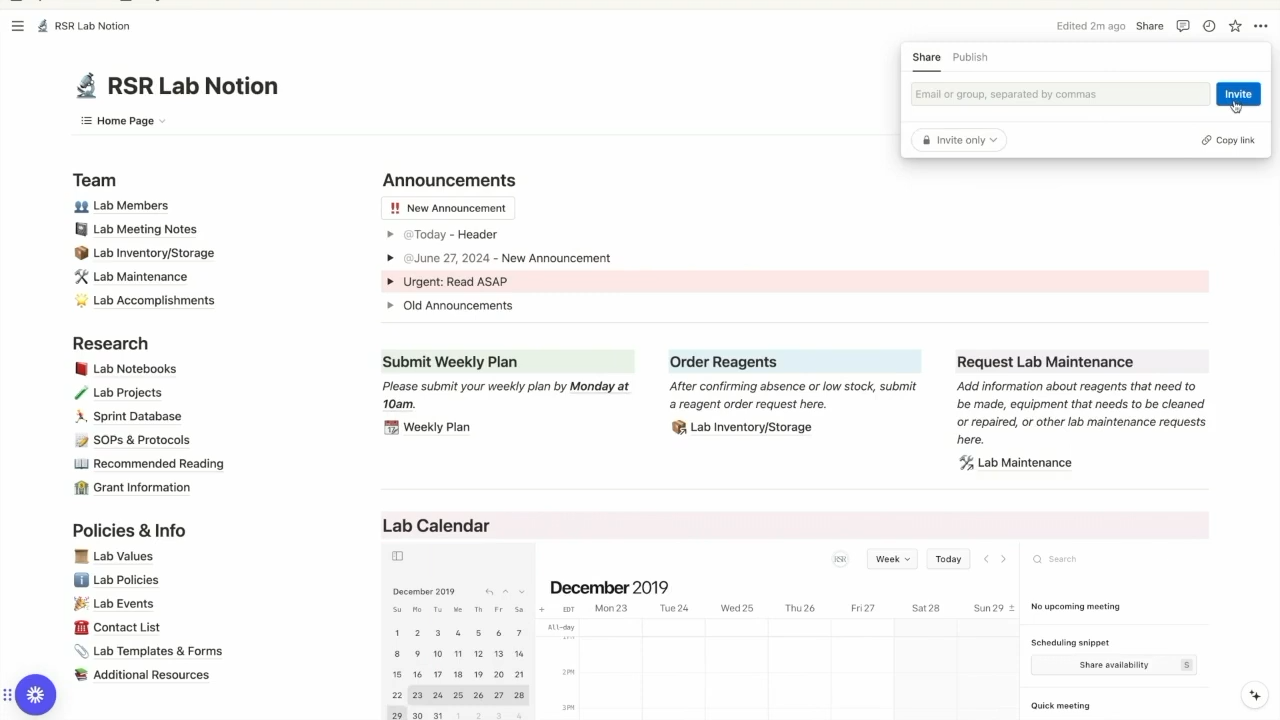 RSR Lab Notion
Edited 2m ago
Share
RSR Lab Notion
Home Page
Share
Publish
Email or group, separated by commas
Invite
Invite only
Copy link
Team
Lab Members
Lab Meeting Notes
Lab Inventory/Storage
Lab Maintenance
Lab Accomplishments
Research
Lab Notebooks
Lab Projects
Sprint Database
SOPs & Protocols
Recommended Reading
Grant Information
Policies & Info
Lab Values
Lab Policies
Lab Events
Contact List
Lab Templates & Forms
Additional Resources
Announcements
New Announcement
@Today - Header
@June 27, 2024 - New Announcement
Urgent: Read ASAP
Old Announcements
Submit Weekly Plan
Please submit your weekly plan by Monday at
10am.
Weekly Plan
Order Reagents
After confirming absence or low stock, submit
a reagent order request here.
Lab Inventory/Storage
Request Lab Maintenance
Add information about reagents that need to
be made, equipment that needs to be cleaned
or repaired, or other lab maintenance requests
here.
Lab Maintenance
Lab Calendar
December 2019
Su Mo Tu We Th Fr Sa
1 2 3 4 5 6 7
8 9 10 11 12 13 14
15 16 17 18 19 20 21
22 23 24 25 26 27 28
29 30 31 1 2 3 4
RSR
Week
Today
December 2019
EDT Mon 23 Tue 24 Wed 25 Thu 26 Fri 27 Sat 28 Sun 29
All-day
2PM
3PM
Search
No upcoming meeting
Scheduling snippet
Share availability S
Quick meeting